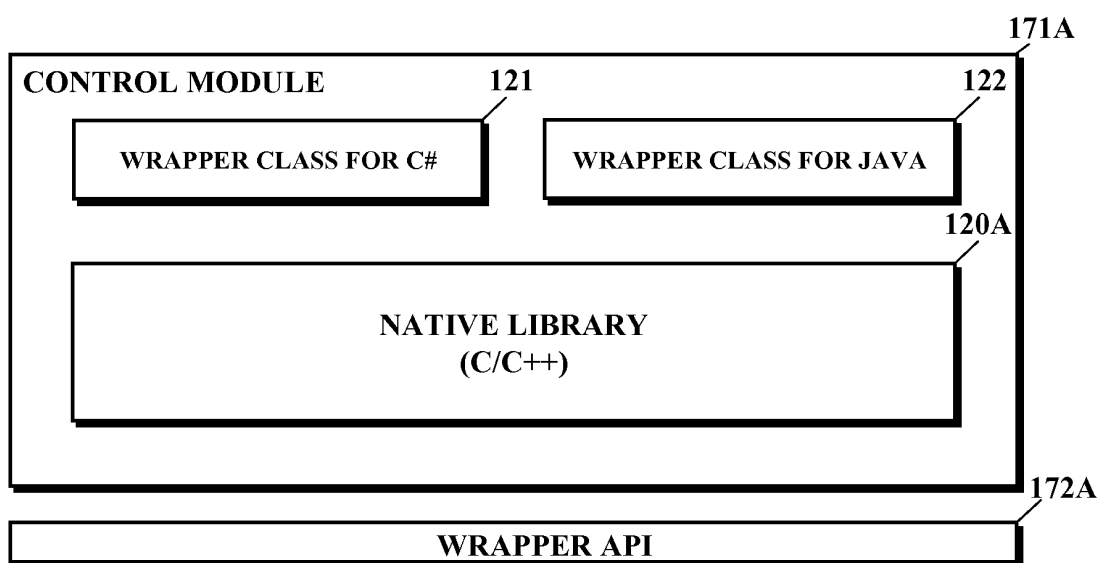 171A
CONTROL MODULE
121
122
WRAPPER CLASS FOR C#
WRAPPER CLASS FOR JAVA
120A
NATIVE LIBRARY
(C/C++)
172A
WRAPPER API